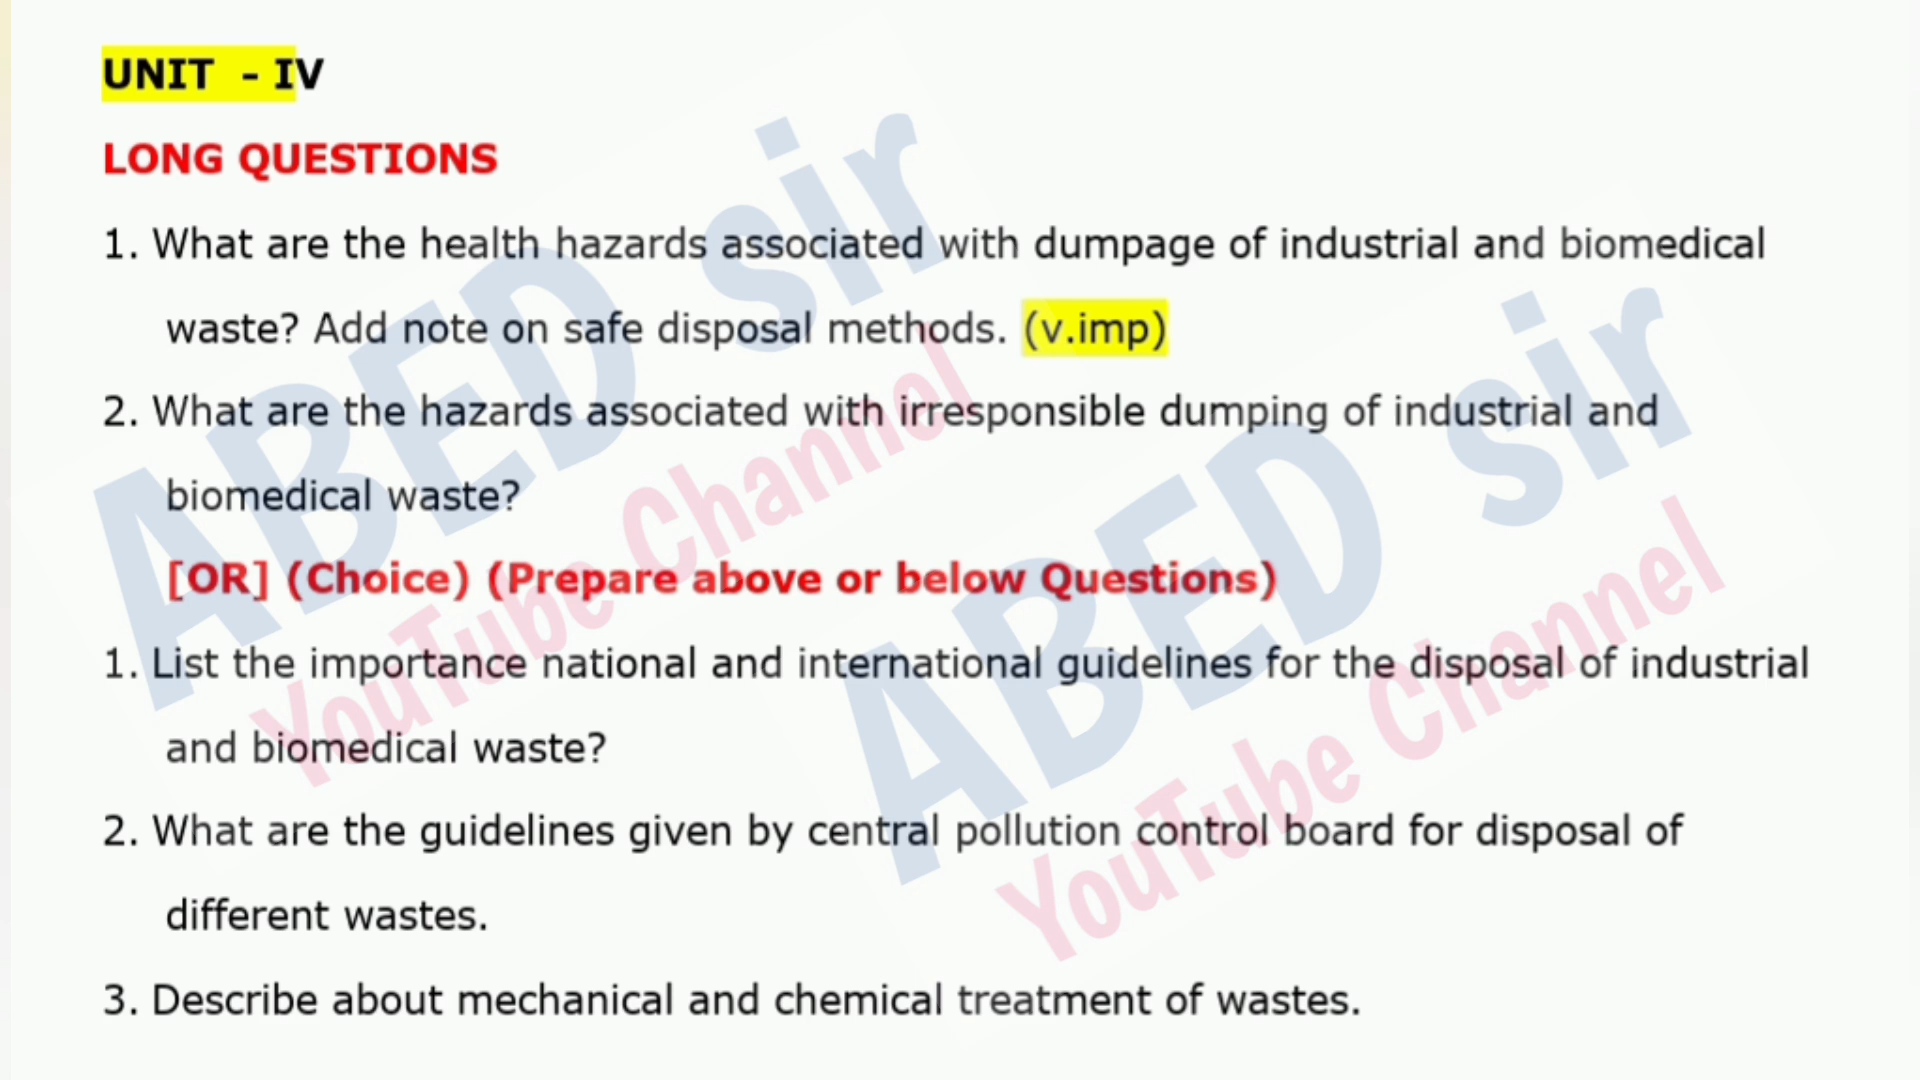 UNIT - IV
LONG QUESTIONS
1. What are the health hazards associated with dumpage of industrial and biomedical
waste? Add note on safe disposal methods. (v.imp)
2. What are the hazards associated with irresponsible dumping of industrial and
biomedical waste?
[OR] (Choice) (Prepare above or below Questions)
1. List the importance national and international guidelines for the disposal of industrial
and biomedical waste?
2. What are the guidelines given by central pollution control board for disposal of
different wastes.
3. Describe about mechanical and chemical treatment of wastes.
ABED sir
YouTube Channel
ABED sir
YouTube Channel